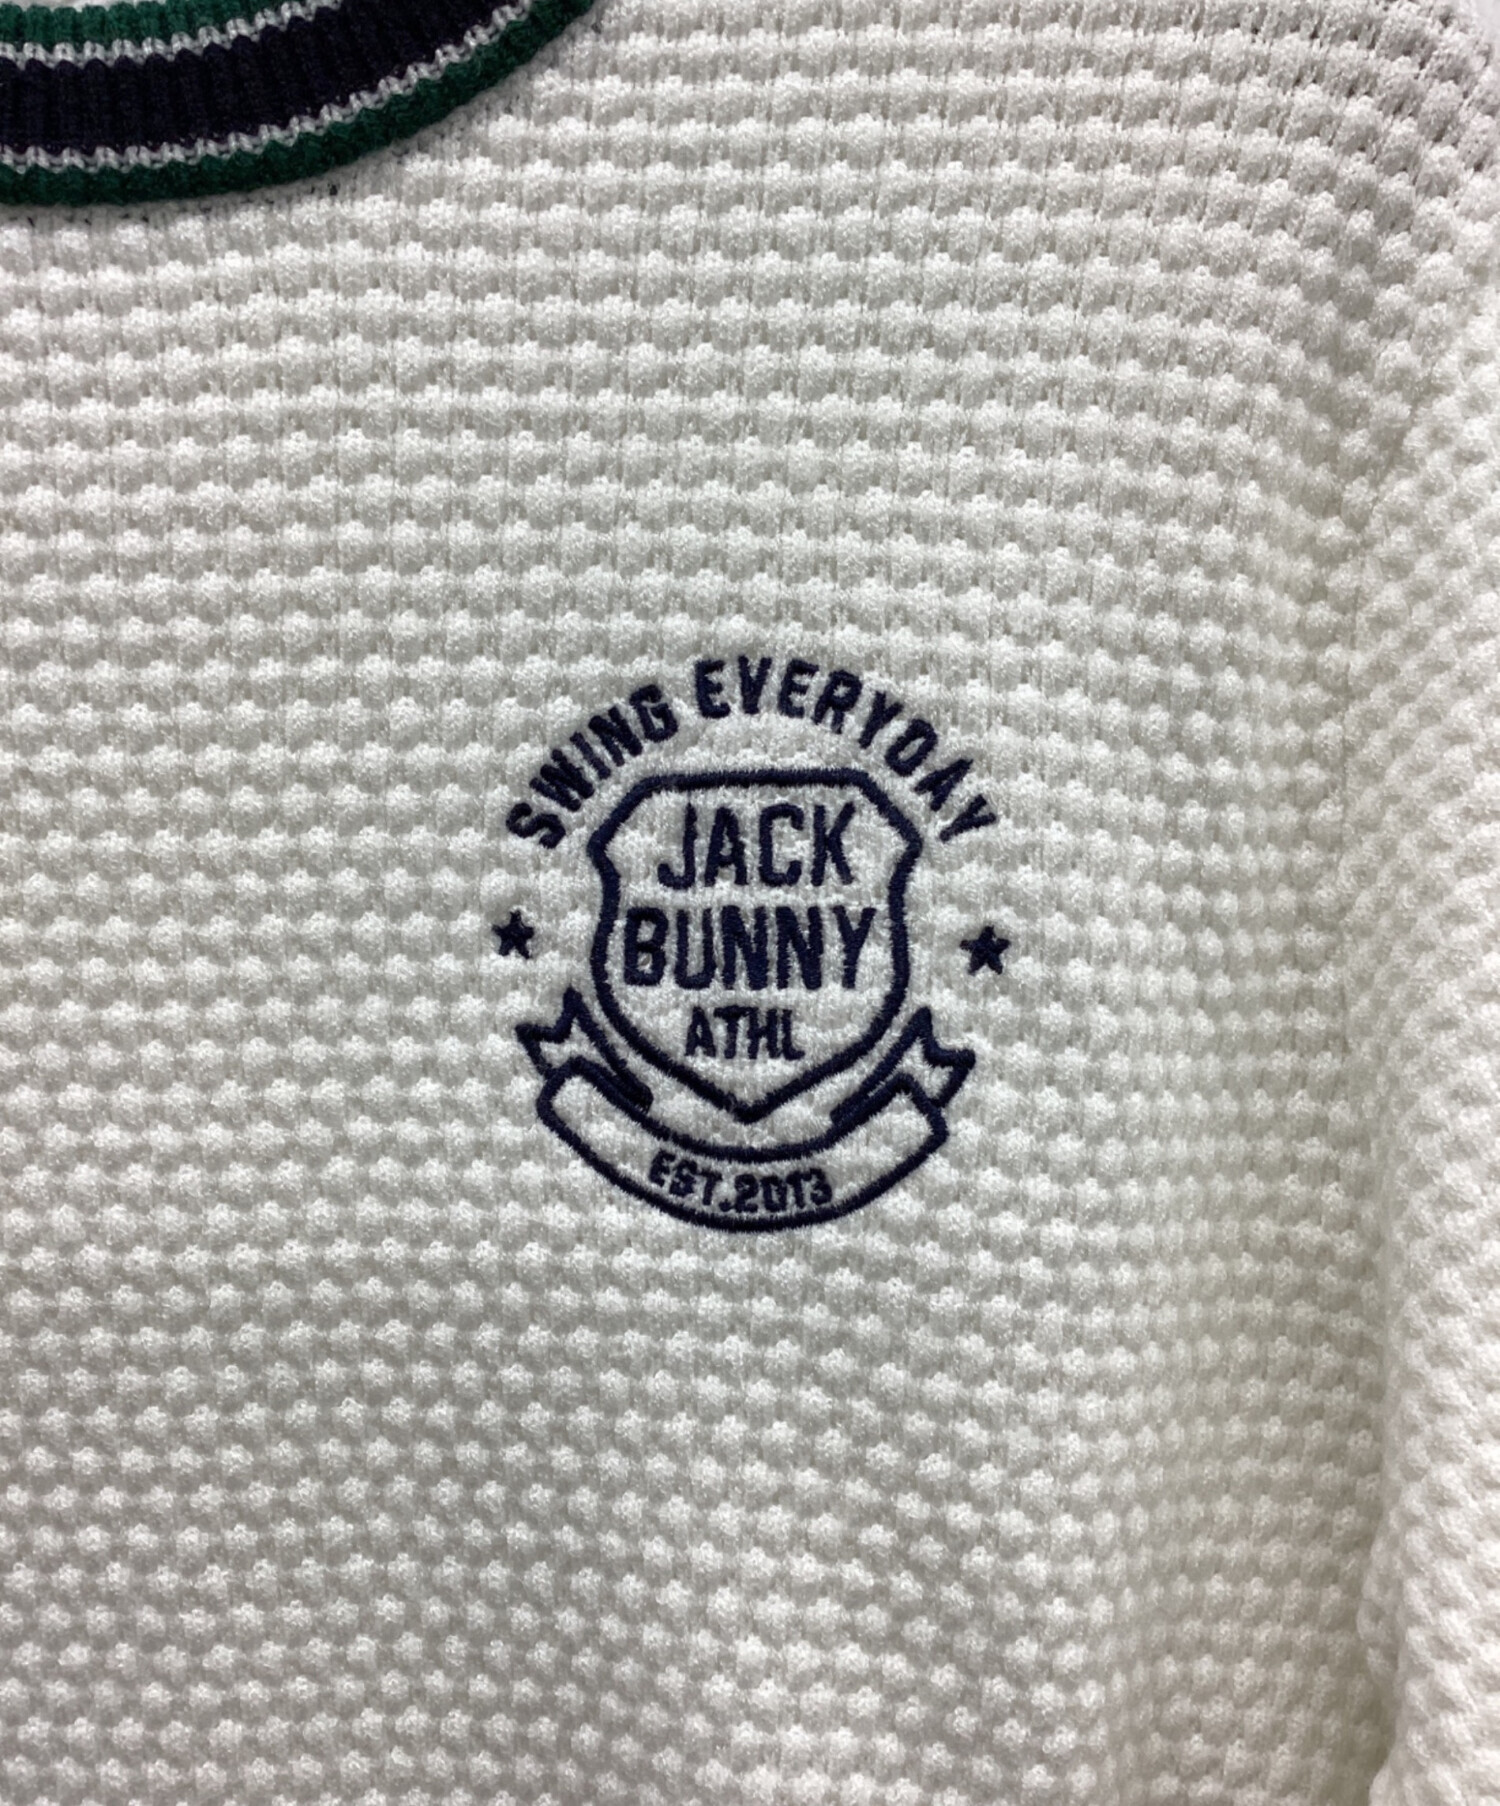 SWING EVERYDAY
JACK
BUNNY
ATHL
EST.2013